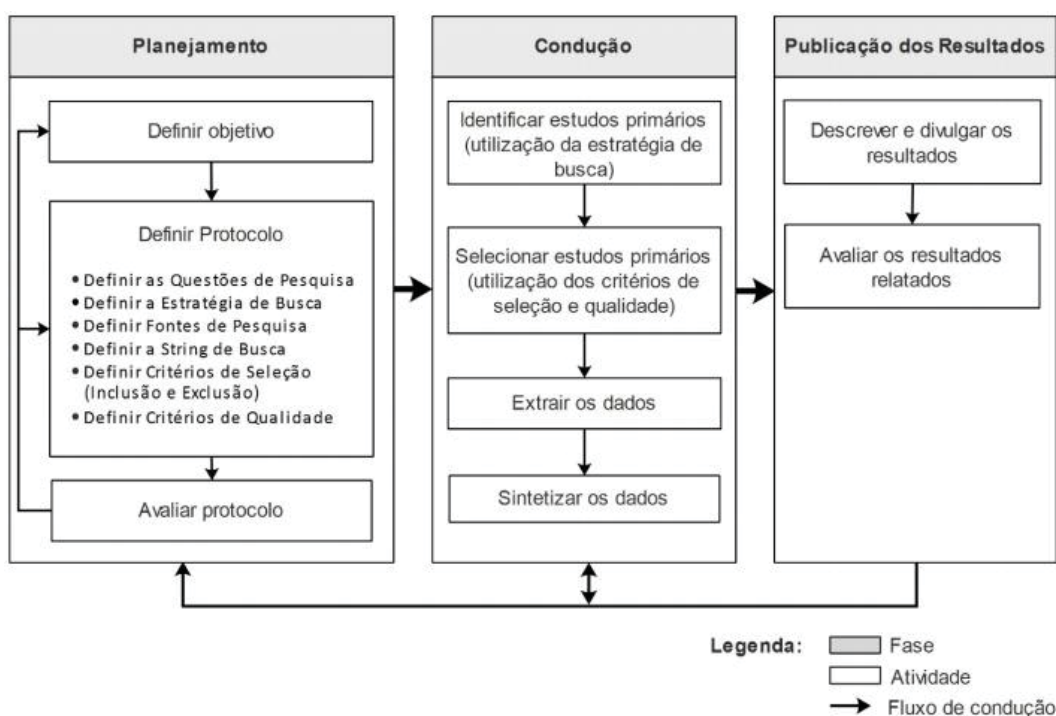 Planejamento
Definir objetivo
Definir Protocolo
• Definir as Questões de Pesquisa
• Definir a Estratégia de Busca
• Definir Fontes de Pesquisa
• Definir a String de Busca
• Definir Critérios de Seleção
(Inclusão e Exclusão)
• Definir Critérios de Qualidade
Avaliar protocolo
Condução
Identificar estudos primários
(utilização da estratégia de
busca)
Selecionar estudos primários
(utilização dos critérios de
seleção e qualidade)
Extrair os dados
Sintetizar os dados
Publicação dos Resultados
Descrever e divulgar os
resultados
Avaliar os resultados
relatados
Legenda:
Fase
Atividade
Fluxo de condução